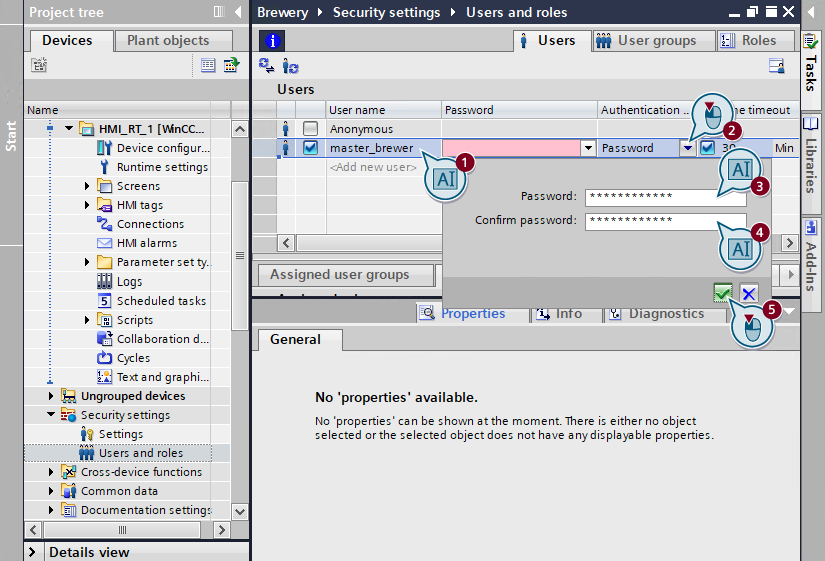 Project tree
Brewery ▸ Security settings ▸ Users and roles
Devices
Plant objects
Users
User groups
Roles
Users
Name
User name
Password
Authentication ..
timeout
HMI_RT_1 [WinCC...
Device configur...
Runtime settings
Screens
HMI tags
Connections
HMI alarms
Parameter set ty...
Logs
Scheduled tasks
Scripts
Collaboration d...
Cycles
Text and graphi...
Ungrouped devices
Security settings
Settings
Users and roles
Cross-device functions
Common data
Documentation settings
Details view
Anonymous
master_brewer
Password
30
Min
<Add new user>
1
2
AI
AI
3
Password:
************
Confirm password:
************
4
AI
5
Assigned user groups
Properties
Info
Diagnostics
General
No 'properties' available.
No 'properties' can be shown at the moment. There is either no object
selected or the selected object does not have any displayable properties.
Start
Tasks
Libraries
Add-Ins